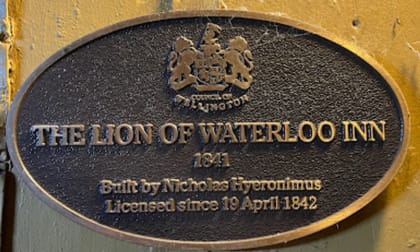 COUNCIL OF
WELLINGTON
THE LION OF WATERLOO INN
1841
Built by Nicholas Hyeronimus
Licensed since 19 April 1842